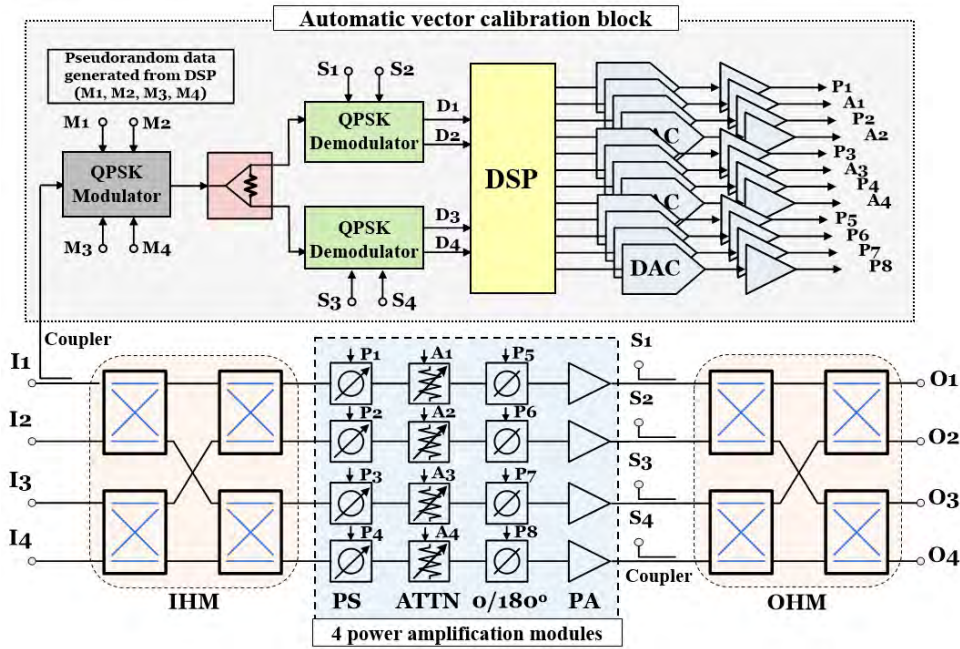 Automatic vector calibration block
Pseudorandom data
generated from DSP
(M1, M2, M3, M4)
S1 S2
M1 M2
QPSK
Modulator
M3 M4
QPSK
Demodulator
D1
D2
QPSK
Demodulator
D3
D4
S3 S4
DSP
AC
AC
DAC
P1
A1
P2
A2
P3
A3
P4
A4
P5
P6
P7
P8
Coupler
I1
I2
I3
I4
IHM
P1 A1 P5
P2 A2 P6
P3 A3 P7
P4 A4 P8
PS ATTN 0/180º PA
4 power amplification modules
S1
S2
S3
S4
Coupler
O1
O2
O3
O4
OHM